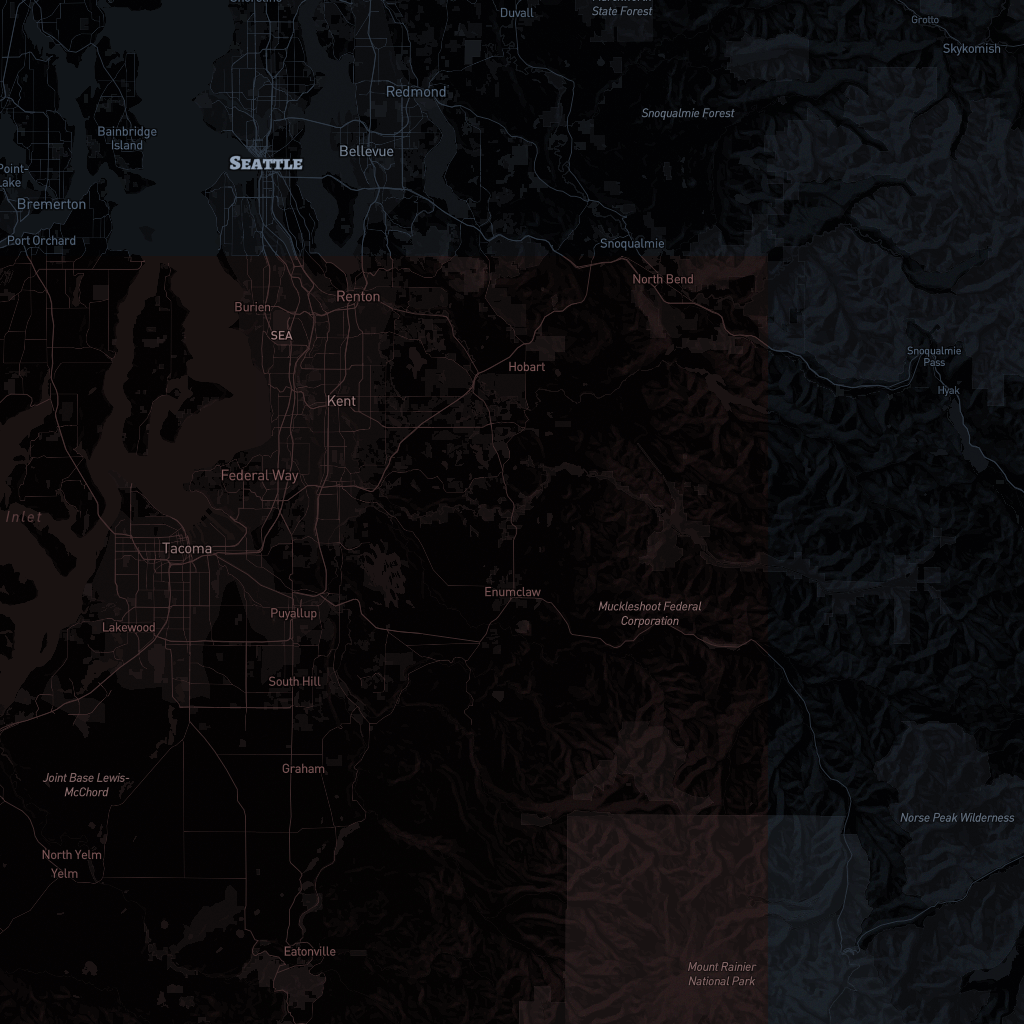 Duvall
State Forest
Grotto
Skykomish
Redmond
Snoqualmie Forest
Bainbridge
Island
Bellevue
SEATTLE
Point-
Lake
Bremerton
Port Orchard
Snoqualmie
North Bend
Renton
Burien
SEA
Snoqualmie
Pass
Hobart
Hyak
Kent
Federal Way
Inlet
Tacoma
Enumclaw
Muckleshoot Federal
Corporation
Puyallup
Lakewood
South Hill
Graham
Joint Base Lewis-
McChord
Norse Peak Wilderness
North Yelm
Yelm
Eatonville
Mount Rainier
National Park